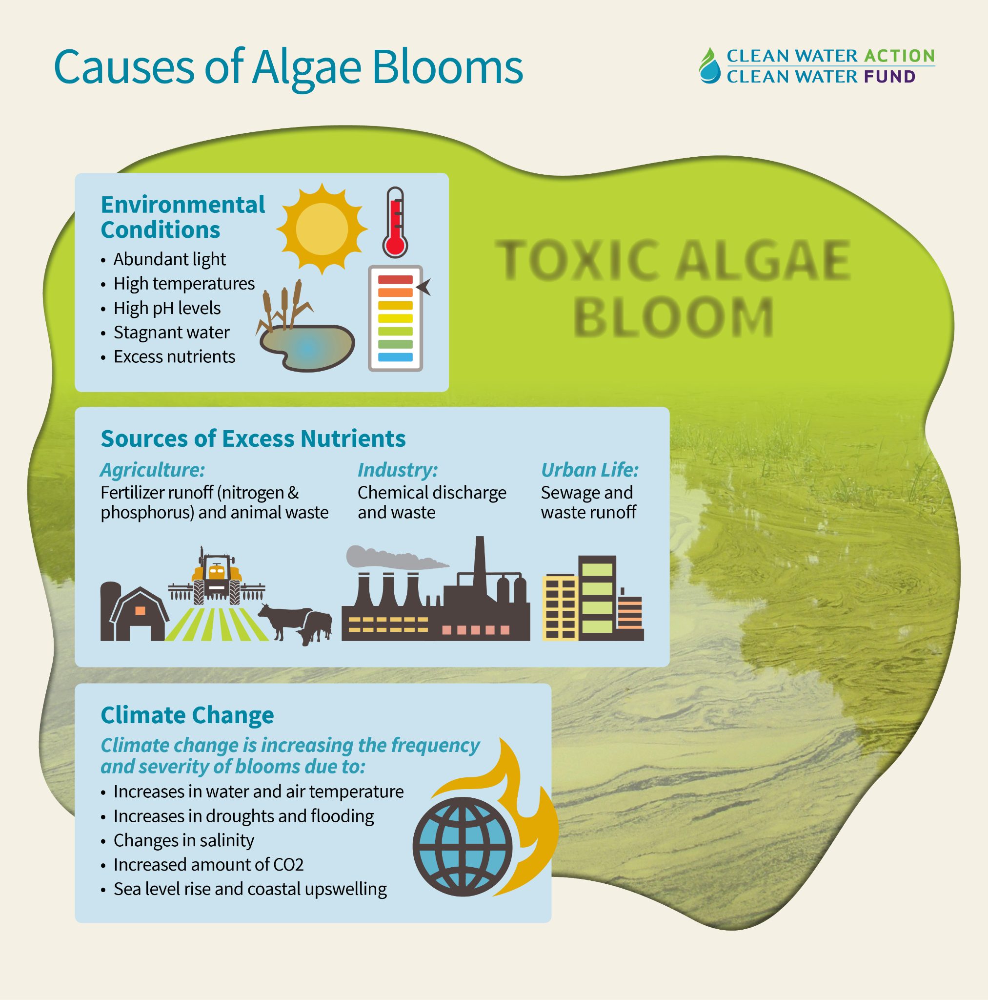 Causes of Algae Blooms
CLEAN WATER ACTION
CLEAN WATER FUND
Environmental
Conditions
• Abundant light
• High temperatures
• High pH levels
• Stagnant water
• Excess nutrients
TOXIC ALGAE
BLOOM
Sources of Excess Nutrients
Agriculture:
Fertilizer runoff (nitrogen &
phosphorus) and animal waste
Industry:
Chemical discharge
and waste
Urban Life:
Sewage and
waste runoff
Climate Change
Climate change is increasing the frequency
and severity of blooms due to:
• Increases in water and air temperature
• Increases in droughts and flooding
• Changes in salinity
• Increased amount of CO2
• Sea level rise and coastal upswelling